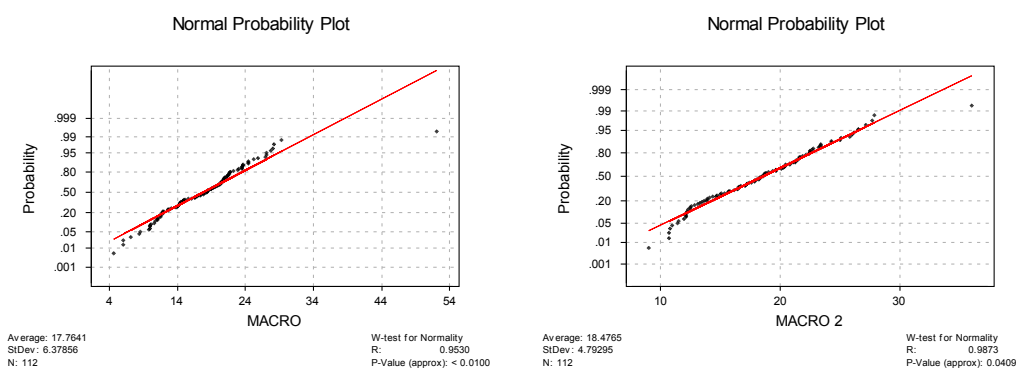 Normal Probability Plot
.999
.99
.95
.80
.50
.20
.05
.01
.001
Probability
4 14 24 34 44 54
MACRO
Average: 17.7641
StDev: 6.37856
N: 112
W-test for Normality
R: 0.9530
P-Value (approx): < 0.0100
Normal Probability Plot
.999
.99
.95
.80
.50
.20
.05
.01
.001
Probability
10 20 30
MACRO 2
Average: 18.4765
StDev: 4.79295
N: 112
W-test for Normality
R: 0.9873
P-Value (approx): 0.0409